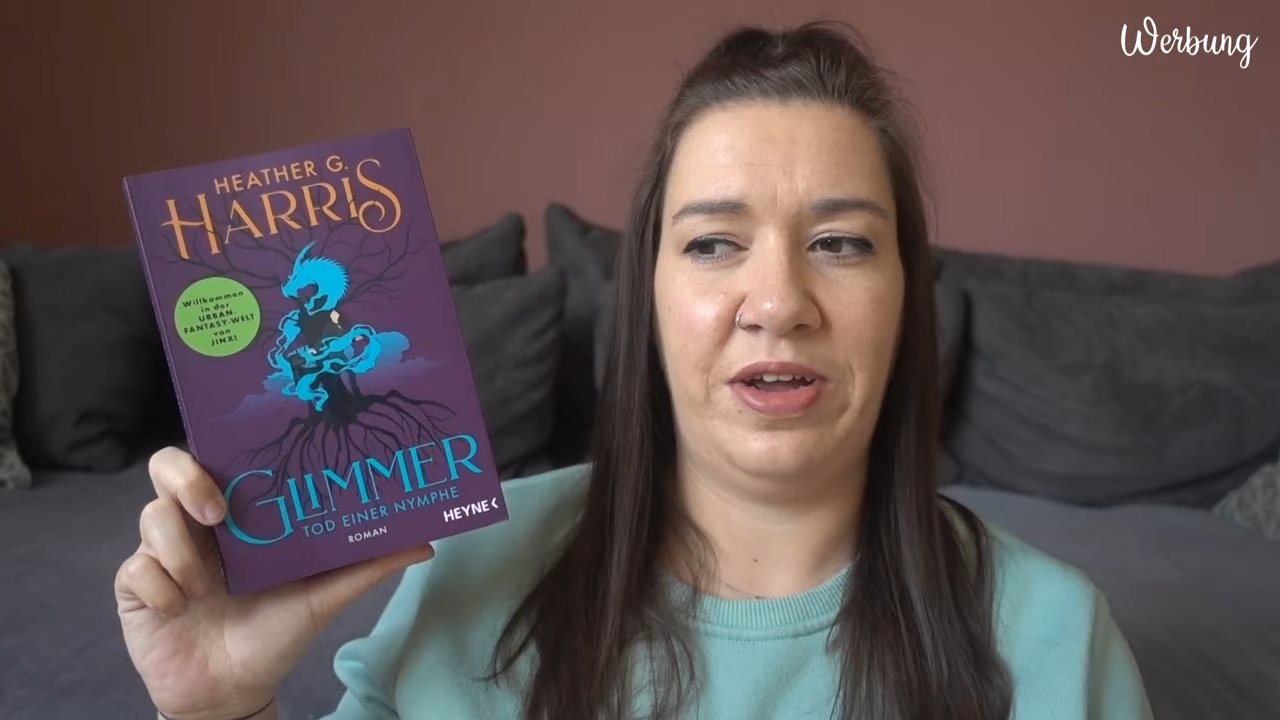 Werbung
HEATHER G.
HARRIS
Willkommen
in der
URBAN-
FANTASY-WELT
von
JINX!
GLIMMER
TOD EINER NYMPHE
ROMAN
HEYNE